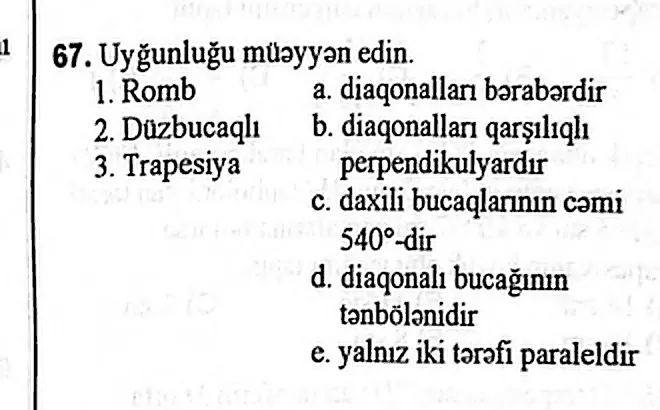 67. Uyğunluğu müəyyən edin.
1. Romb a. diaqonalları bərabərdir
2. Düzbucaqlı b. diaqonalları qarşılıqlı
3. Trapesiya perpendikulyardır
c. daxili bucaqlarının cəmi
540°-dir
d. diaqonalı bucağının
tənbölənidir
e. yalnız iki tərəfi paraleldir